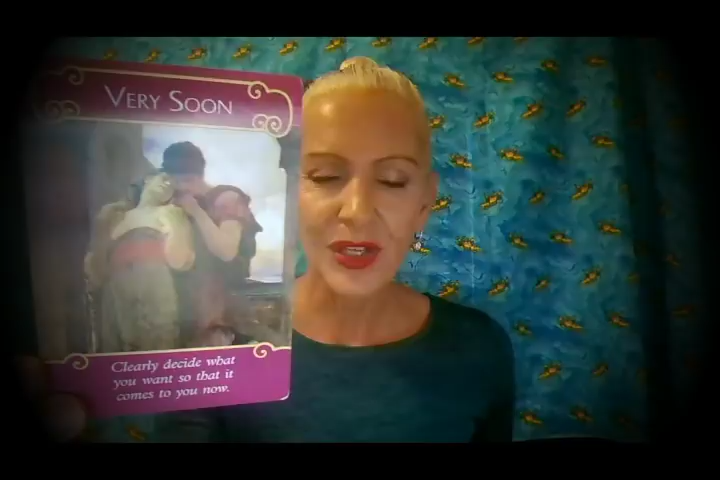 VERY SOON
Clearly decide what
you want so that it
comes to you now.